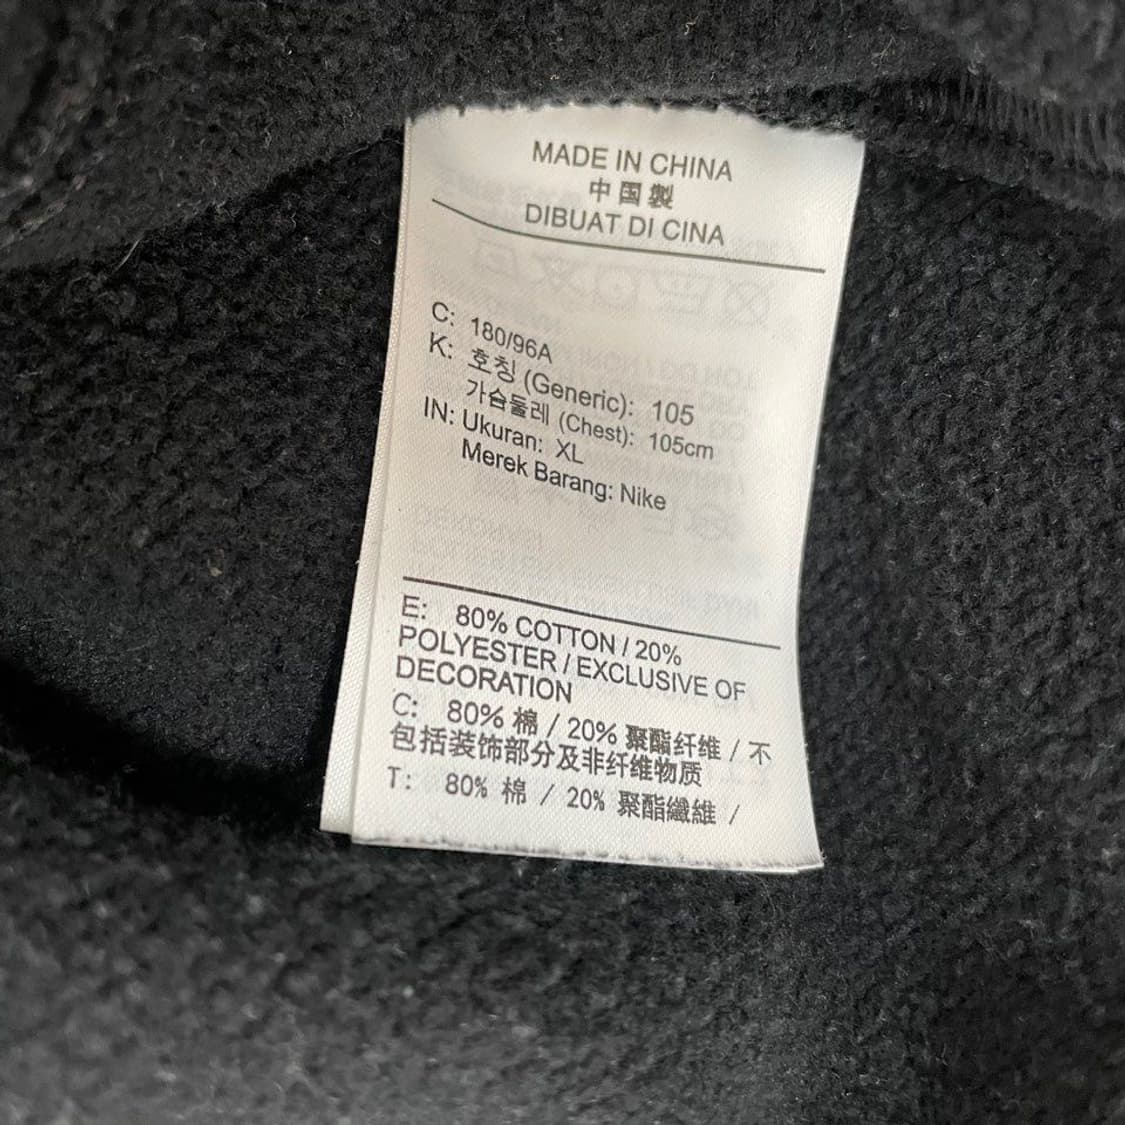 MADE IN CHINA
中国製
DIBUAT DI CINA
C: 180/96A
K: 호칭 (Generic): 105
가슴둘레 (Chest): 105cm
IN: Ukuran: XL
Merek Barang: Nike
E: 80% COTTON / 20%
POLYESTER / EXCLUSIVE OF
DECORATION
C: 80% 棉 / 20% 聚酯纤维 / 不
包括装饰部分及非纤维物质
T: 80% 棉 / 20% 聚酯纖維 /